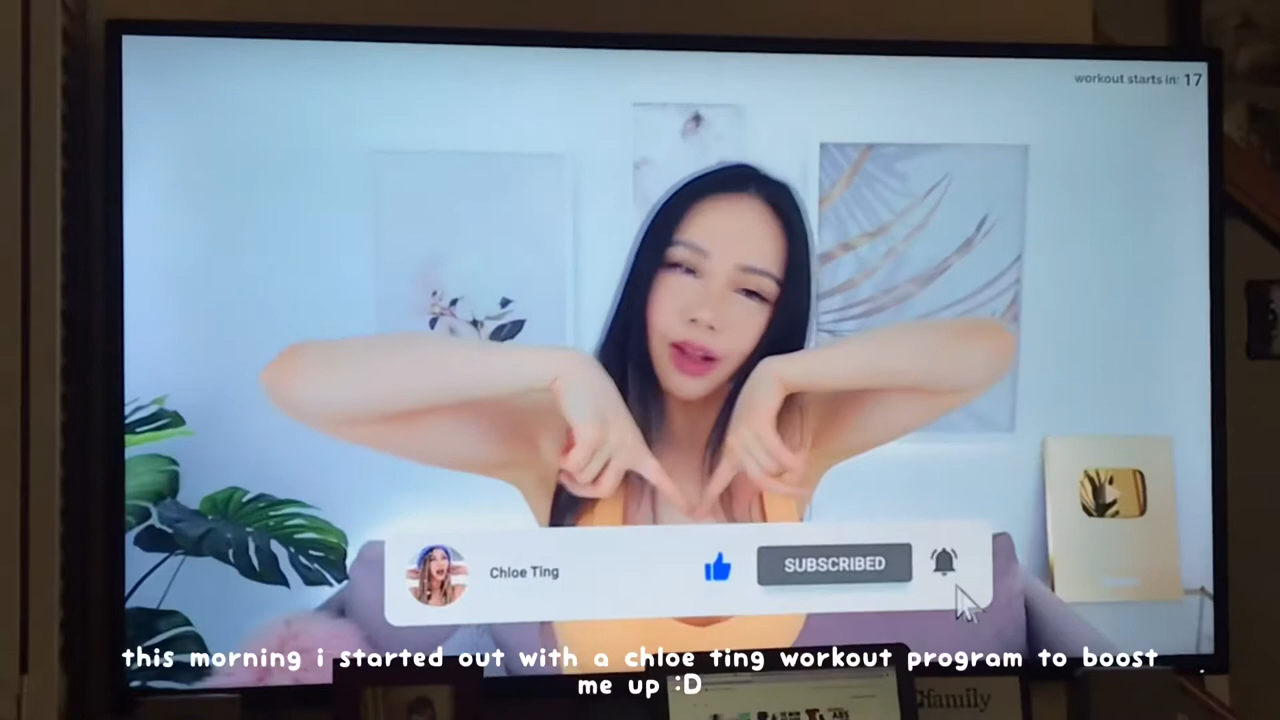 workout starts in: 17
Chloe Ting
SUBSCRIBED
this morning i started out with a chloe ting workout program to boost
me up :D
family
ABS